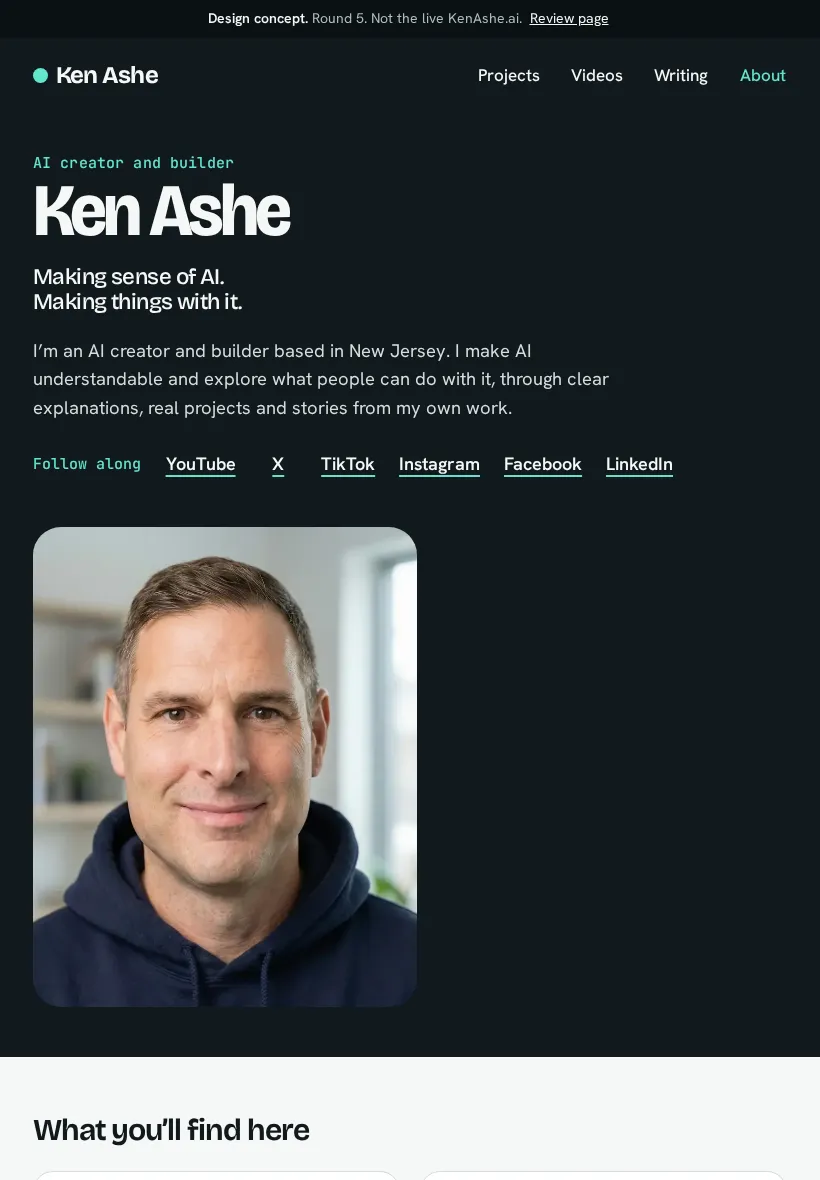 Design concept. Round 5. Not the live KenAshe.ai. Review page
Ken Ashe
Projects Videos Writing About
AI creator and builder
Ken Ashe
Making sense of AI.
Making things with it.
I’m an AI creator and builder based in New Jersey. I make AI
understandable and explore what people can do with it, through clear
explanations, real projects and stories from my own work.
Follow along YouTube X TikTok Instagram Facebook LinkedIn
What you’ll find here